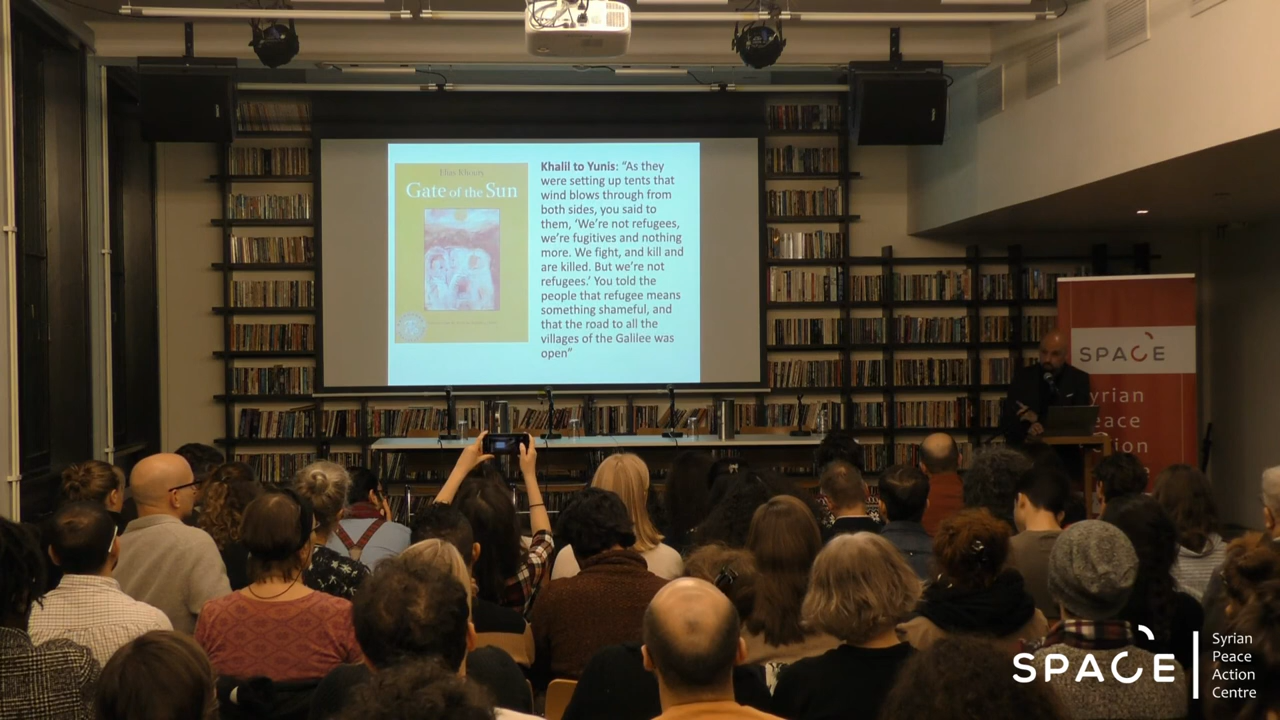 Elias Khoury
Gate of the Sun
Khalil to Yunis: “As they
were setting up tents that
wind blows through from
both sides, you said to
them, ‘We’re not refugees,
we’re fugitives and nothing
more. We fight, and kill and
are killed. But we’re not
refugees.’ You told the
people that refugee means
something shameful, and
that the road to all the
villages of the Galilee was
open”
SPACE
Syrian
Peace
Action
SPACE
Syrian
Peace
Action
Centre